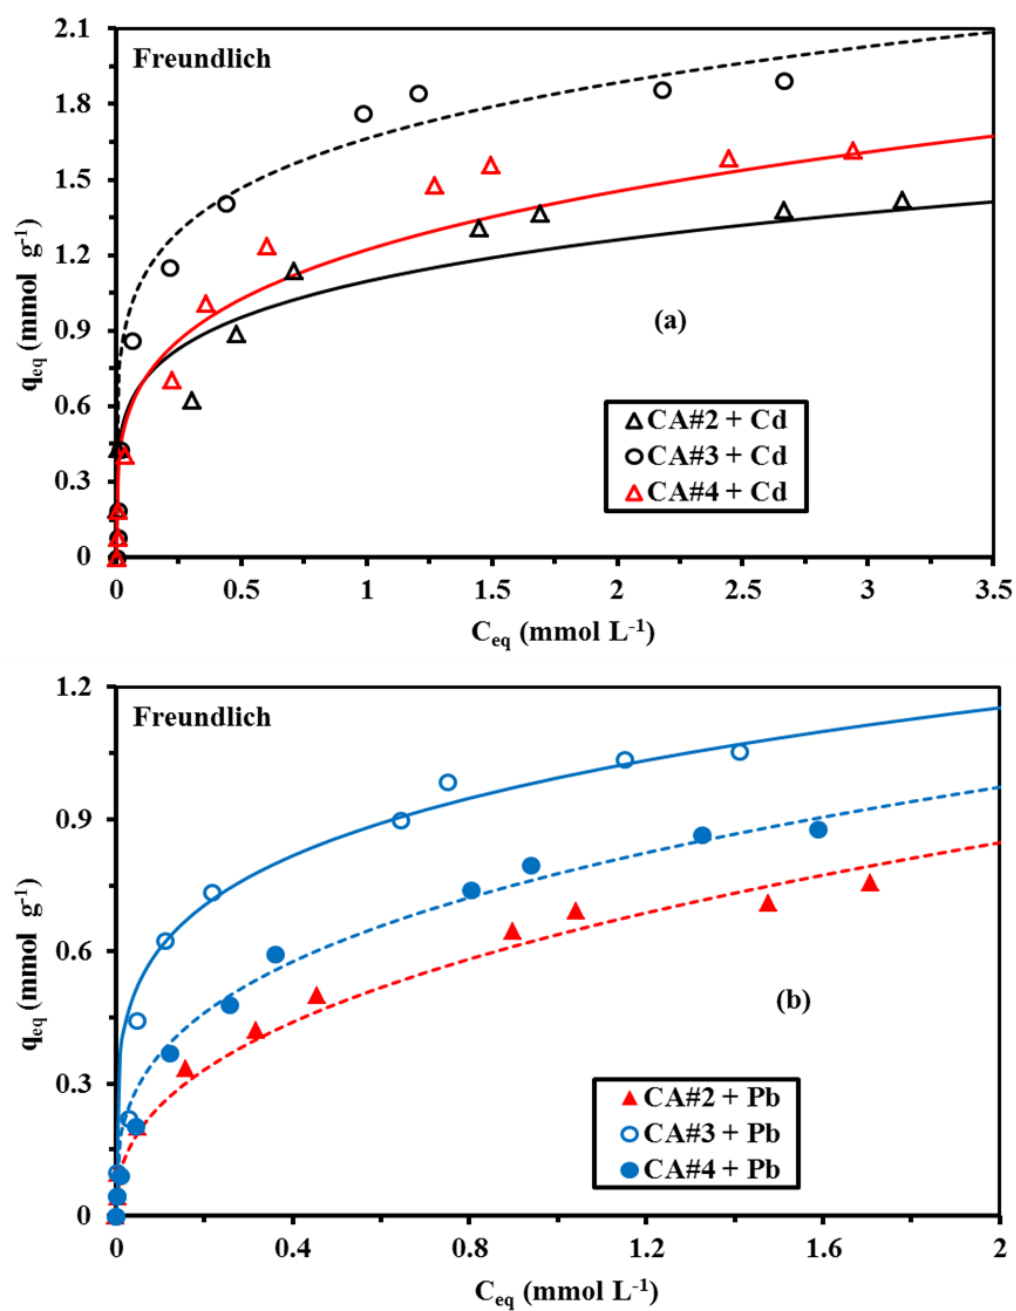 2.1
Freundlich
1.8
1.5
1.2
0.9
0.6
0.3
0
q_eq (mmol g⁻¹)
(a)
CA#2 + Cd
CA#3 + Cd
CA#4 + Cd
0 0.5 1 1.5 2 2.5 3 3.5
C_eq (mmol L⁻¹)
1.2
Freundlich
0.9
0.6
0.3
0
q_eq (mmol g⁻¹)
(b)
CA#2 + Pb
CA#3 + Pb
CA#4 + Pb
0 0.4 0.8 1.2 1.6 2
C_eq (mmol L⁻¹)